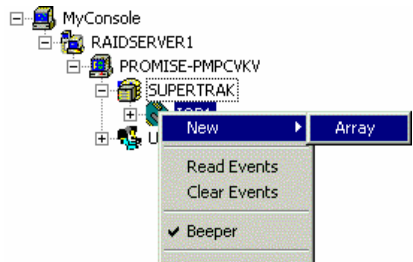 MyConsole
RAIDSERVER1
PROMISE-PMPCVKV
SUPERTRAK
U
New
Array
Read Events
Clear Events
Beeper